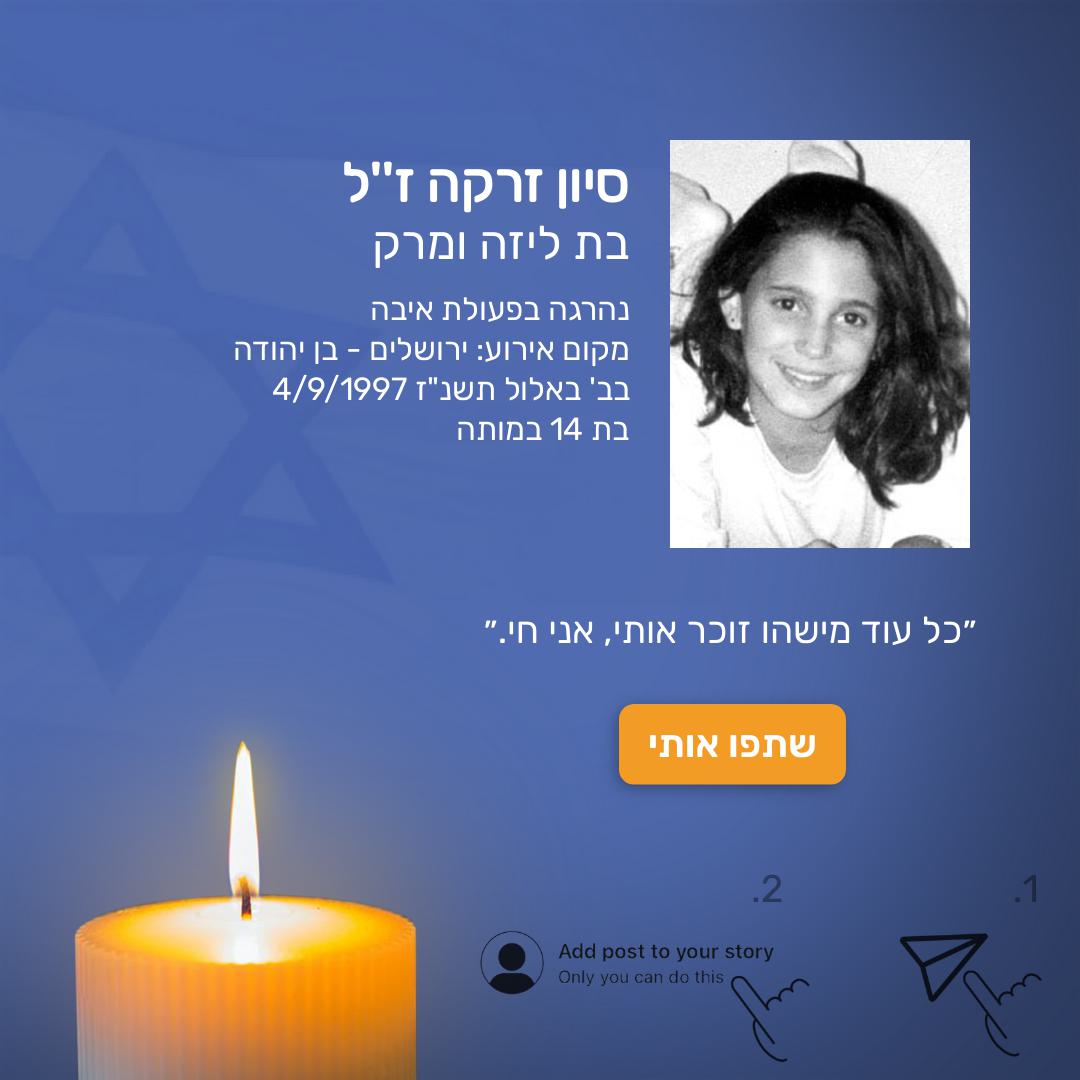 סיון זרקה ז"ל
בת ליזה ומרק
נהרגה בפעולת איבה
מקום אירוע: ירושלים - בן יהודה
בב' באלול תשנ"ז 4/9/1997
בת 14 במותה
״כל עוד מישהו זוכר אותי, אני חי.״
שתפו אותי
.1
.2
Add post to your story
Only you can do this